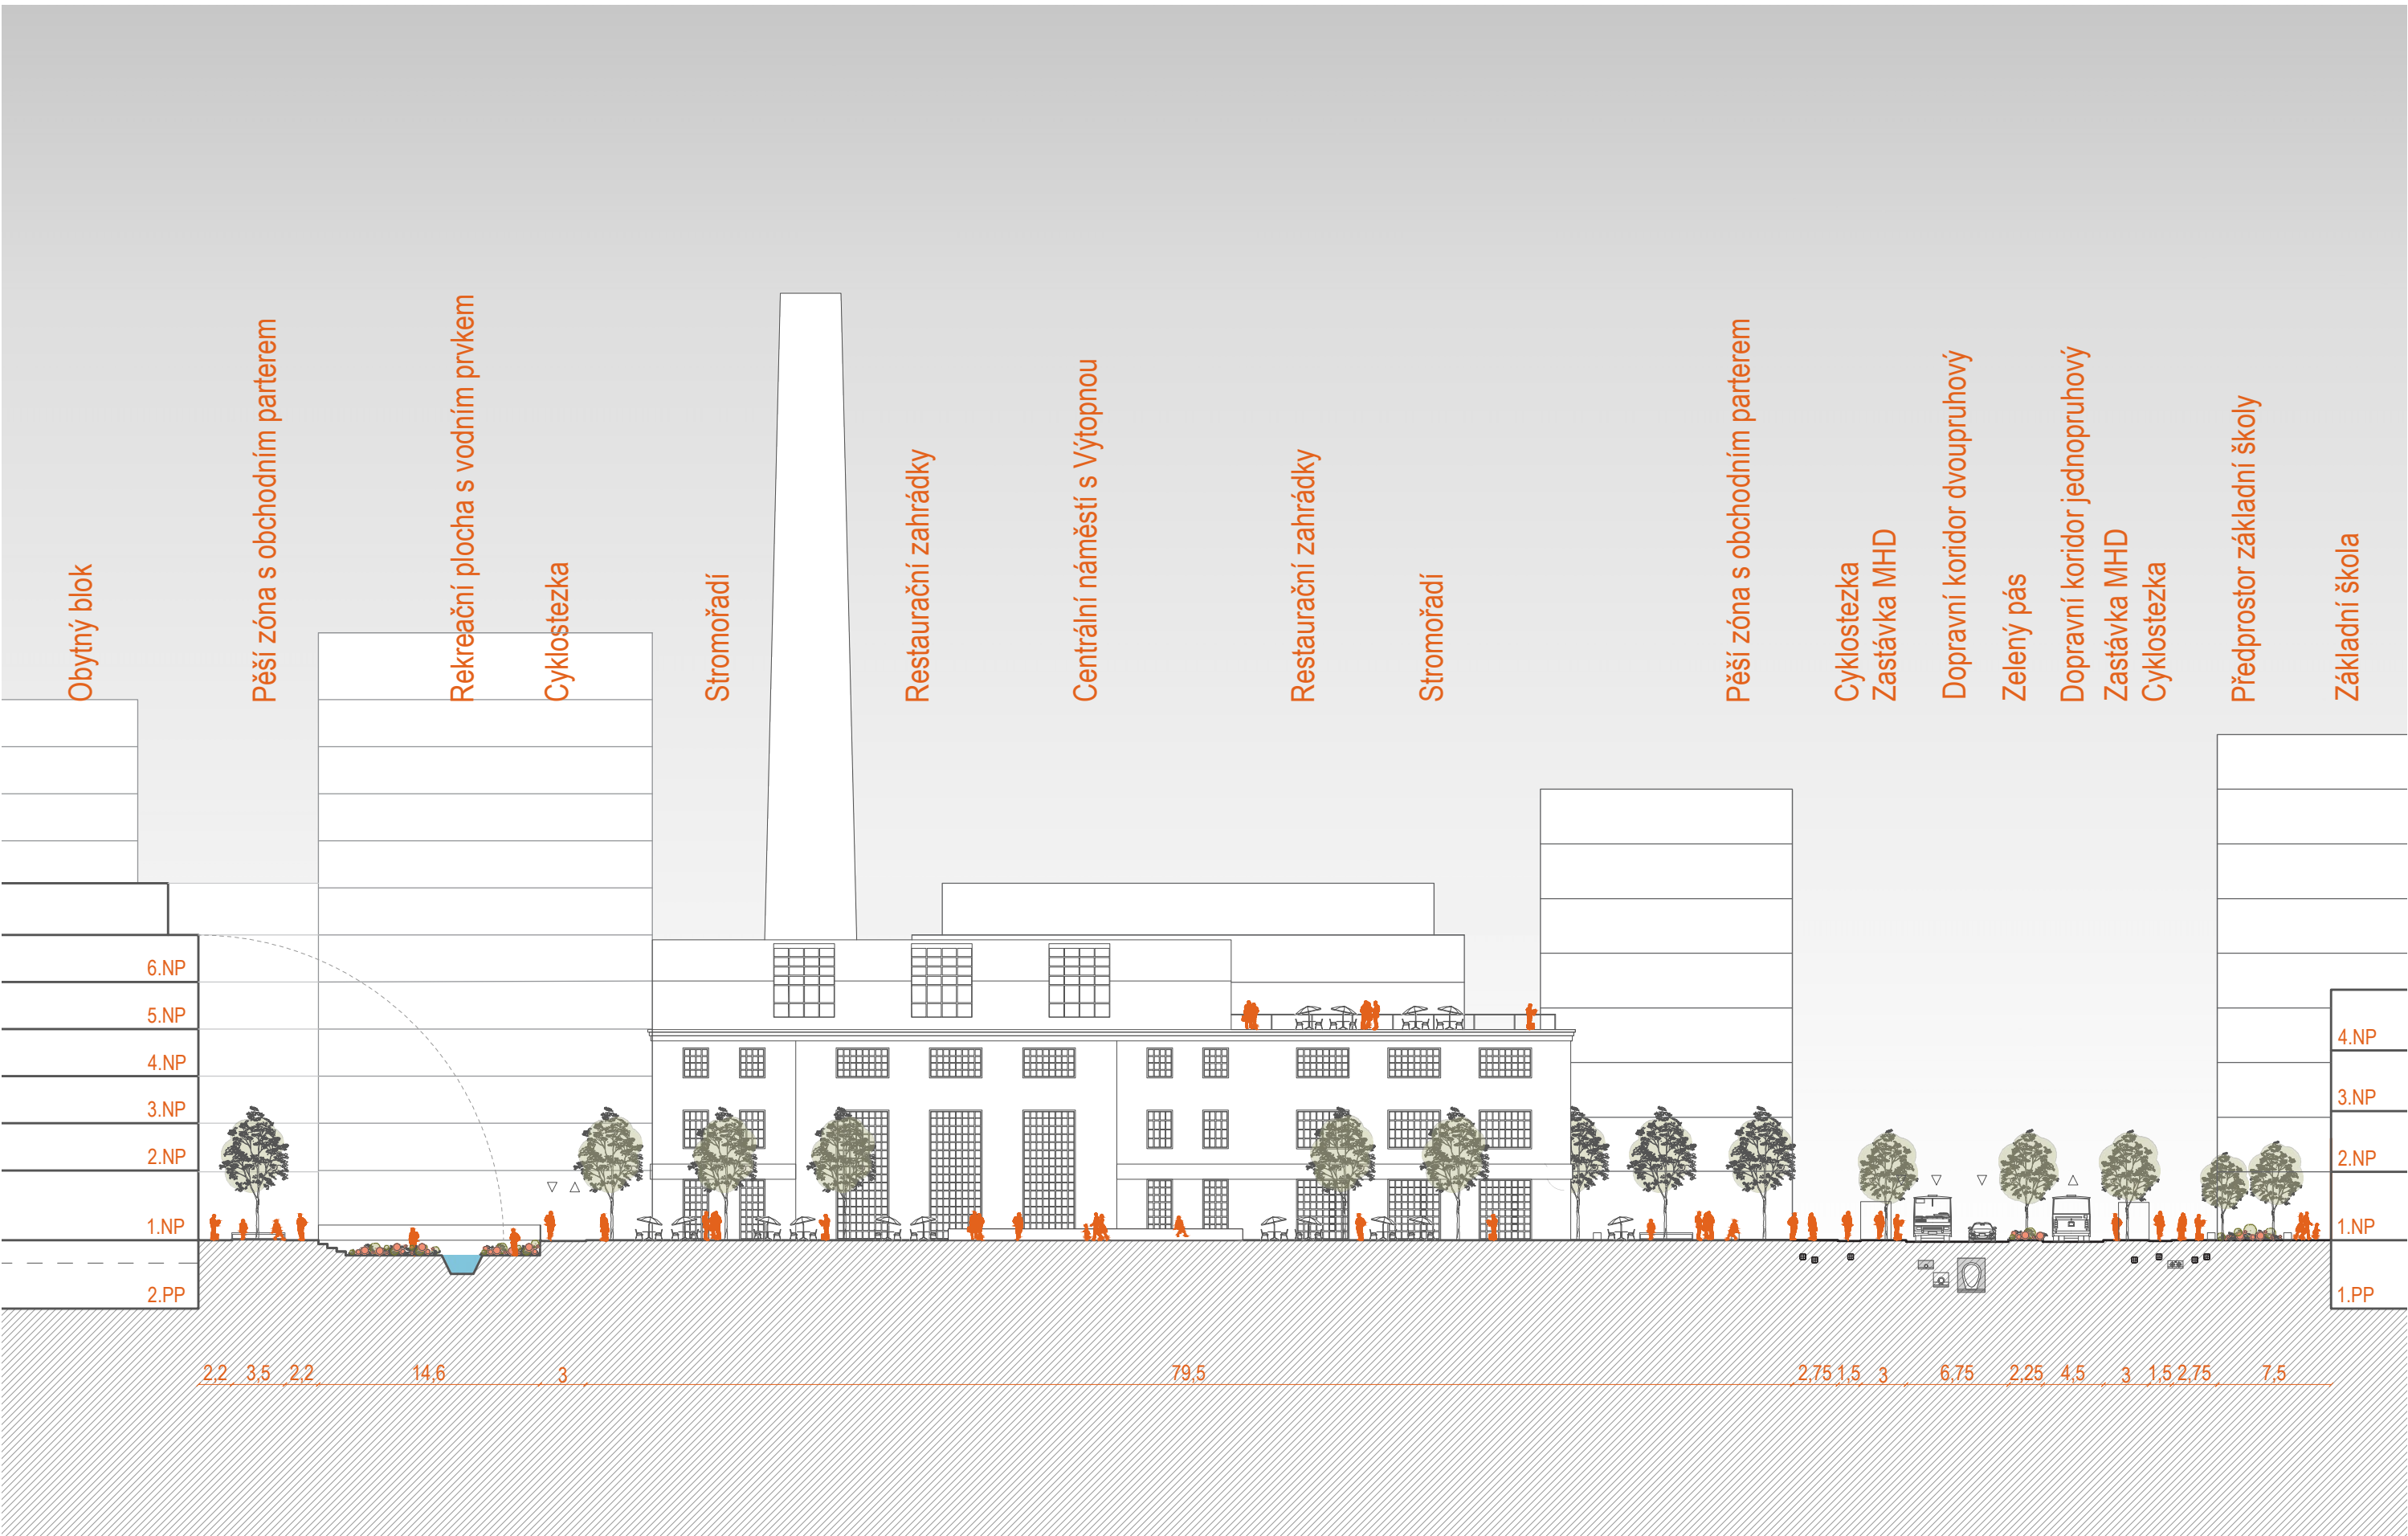 Obytný blok
Pěší zóna s obchodním parterem
Rekreační plocha s vodním prvkem
Cyklostezka
Stromořadí
Restaurační zahrádky
Centrální náměstí s Výtopnou
Restaurační zahrádky
Stromořadí
Pěší zóna s obchodním parterem
Cyklostezka
Zastávka MHD
Dopravní koridor dvoupruhový
Zelený pás
Dopravní koridor jednopruhový
Zastávka MHD
Cyklostezka
Předprostor základní školy
Základní škola
6.NP
5.NP
4.NP
3.NP
2.NP
1.NP
2.PP
4.NP
3.NP
2.NP
1.NP
1.PP
2,2 3,5 2,2 14,6 3 79,5 2,75 1,5 3 6,75 2,25 4,5 3 1,5 2,75 7,5